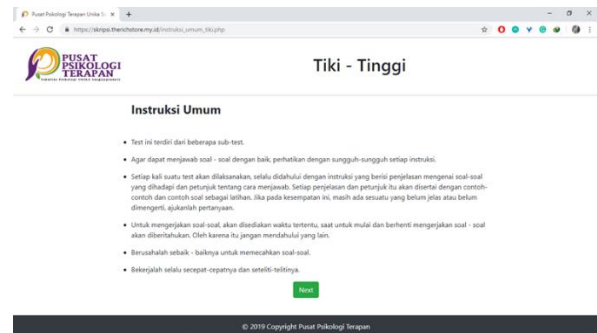 Pusat Psikologi Terapan Unika S
https://skripsi.therichstore.my.id/instruksi_umum_tiki.php
PUSAT
PSIKOLOGI
TERAPAN
Tiki - Tinggi
Instruksi Umum
• Test ini terdiri dari beberapa sub-test.
• Agar dapat menjawab soal - soal dengan baik, perhatikan dengan sungguh-sungguh setiap instruksi.
• Setiap kali suatu test akan dilaksanakan, selalu didahului dengan instruksi yang berisi penjelasan mengenai soal-soal
yang dihadapi dan petunjuk tentang cara menjawab. Setiap penjelasan dan petunjuk itu akan disertai dengan contoh-
contoh dan contoh soal sebagai latihan. Jika pada kesempatan ini, masih ada sesuatu yang belum jelas atau belum
dimengerti, ajukanlah pertanyaan.
• Untuk mengerjakan soal-soal, akan disediakan waktu tertentu, saat untuk mulai dan berhenti mengerjakan soal - soal
akan diberitahukan. Oleh karena itu jangan mendahului yang lain.
• Berusahalah sebaik - baiknya untuk memecahkan soal-soal.
• Bekerjalah selalu secepat-cepatnya dan seteliti-telitinya.
Next
© 2019 Copyright Pusat Psikologi Terapan